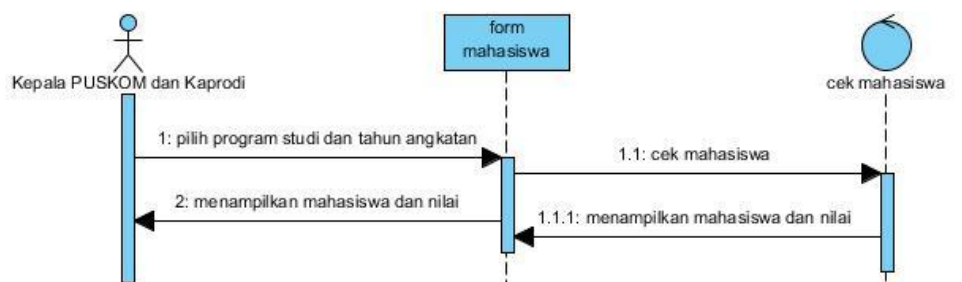 form
mahasiswa
Kepala PUSKOM dan Kaprodi
cek mahasiswa
1: pilih program studi dan tahun angkatan
1.1: cek mahasiswa
2: menampilkan mahasiswa dan nilai
1.1.1: menampilkan mahasiswa dan nilai